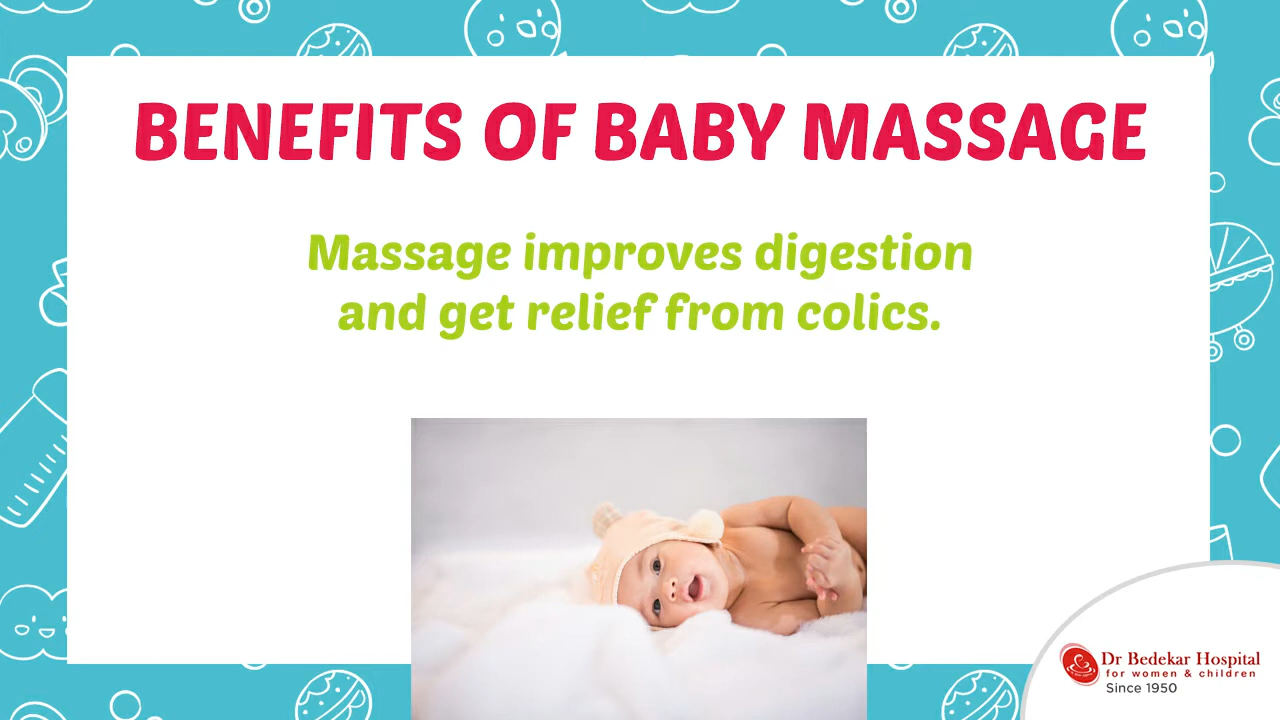 BENEFITS OF BABY MASSAGE
Massage improves digestion
and get relief from colics.
Dr Bedekar Hospital
for women & children
Since 1950